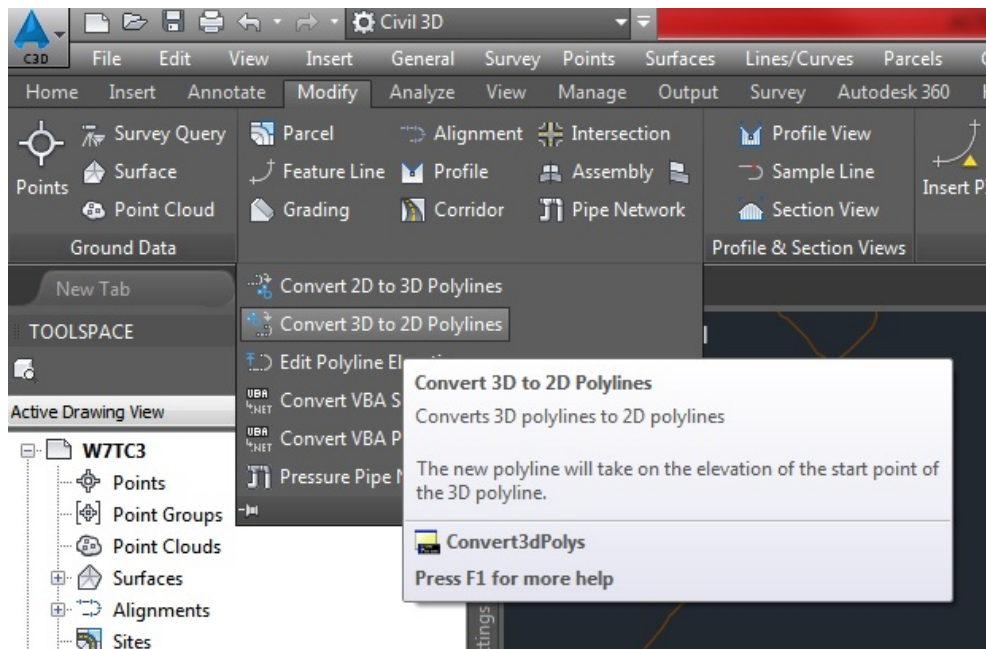 Civil 3D
C3D File Edit View Insert General Survey Points Surfaces Lines/Curves Parcels
Home Insert Annotate Modify Analyze View Manage Output Survey Autodesk 360
Points
Survey Query
Surface
Point Cloud
Ground Data
Parcel Alignment Intersection
Feature Line Profile Assembly
Grading Corridor Pipe Network
Profile View
Sample Line
Section View
Profile & Section Views
Insert P
Convert 2D to 3D Polylines
Convert 3D to 2D Polylines
Edit Polyline El
VBA .NET Convert VBA S
VBA .NET Convert VBA P
Pressure Pipe N
Convert 3D to 2D Polylines
Converts 3D polylines to 2D polylines
The new polyline will take on the elevation of the start point of
the 3D polyline.
Convert3dPolys
Press F1 for more help
New Tab
TOOLSPACE
Active Drawing View
W7TC3
Points
Point Groups
Point Clouds
Surfaces
Alignments
Sites
tings